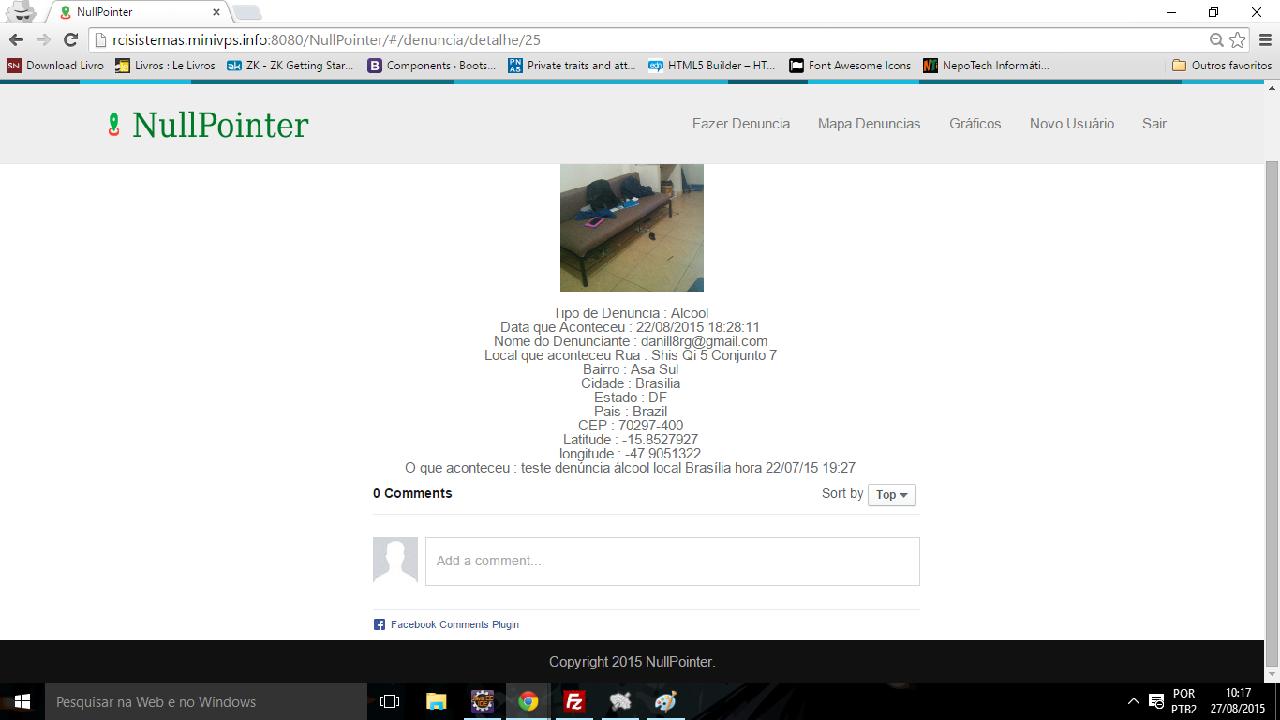 NullPointer
rcisistemas.minivps.info:8080/NullPointer/#/denuncia/detalhe/25
Download Livro
Livros : Le Livros
ZK - ZK Getting Star...
Components · Boots...
Private traits and att...
HTML5 Builder – HT...
Font Awesome Icons
NepoTech Informáti...
Outros favoritos
NullPointer
Fazer Denuncia
Mapa Denuncias
Gráficos
Novo Usuário
Sair
Tipo de Denuncia : Alcool
Data que Aconteceu : 22/08/2015 18:28:11
Nome do Denunciante : danill8rg@gmail.com
Local que aconteceu Rua : Shis Qi 5 Conjunto 7
Bairro : Asa Sul
Cidade : Brasilia
Estado : DF
Pais : Brazil
CEP : 70297-400
Latitude : -15.8527927
longitude : -47.9051322
O que aconteceu : teste denúncia álcool local Brasília hora 22/07/15 19:27
0 Comments
Sort by Top
Add a comment...
Facebook Comments Plugin
Copyright 2015 NullPointer.
Pesquisar na Web e no Windows
POR
PTB2
10:17
27/08/2015